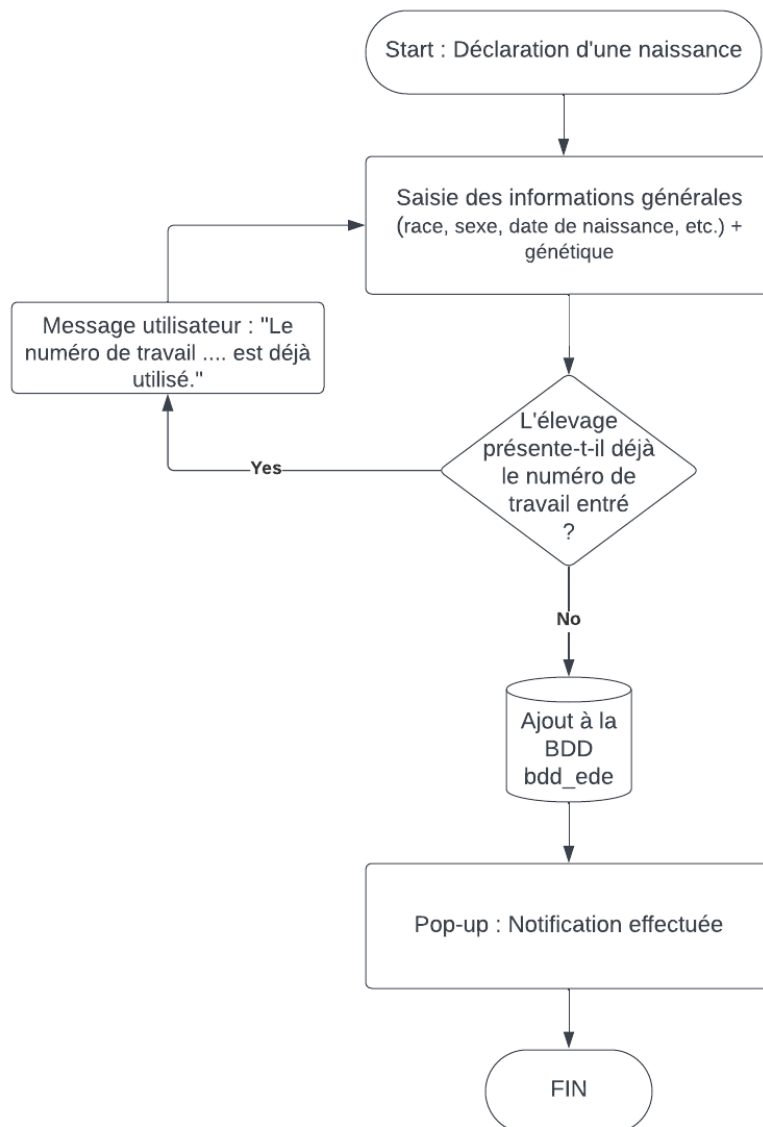 Start : Déclaration d'une naissance
Saisie des informations générales
(race, sexe, date de naissance, etc.) +
génétique
Message utilisateur : "Le
numéro de travail .... est déjà
utilisé."
L'élevage
présente-t-il déjà
le numéro de
travail entré
?
Yes
No
Ajout à la
BDD
bdd_ede
Pop-up : Notification effectuée
FIN